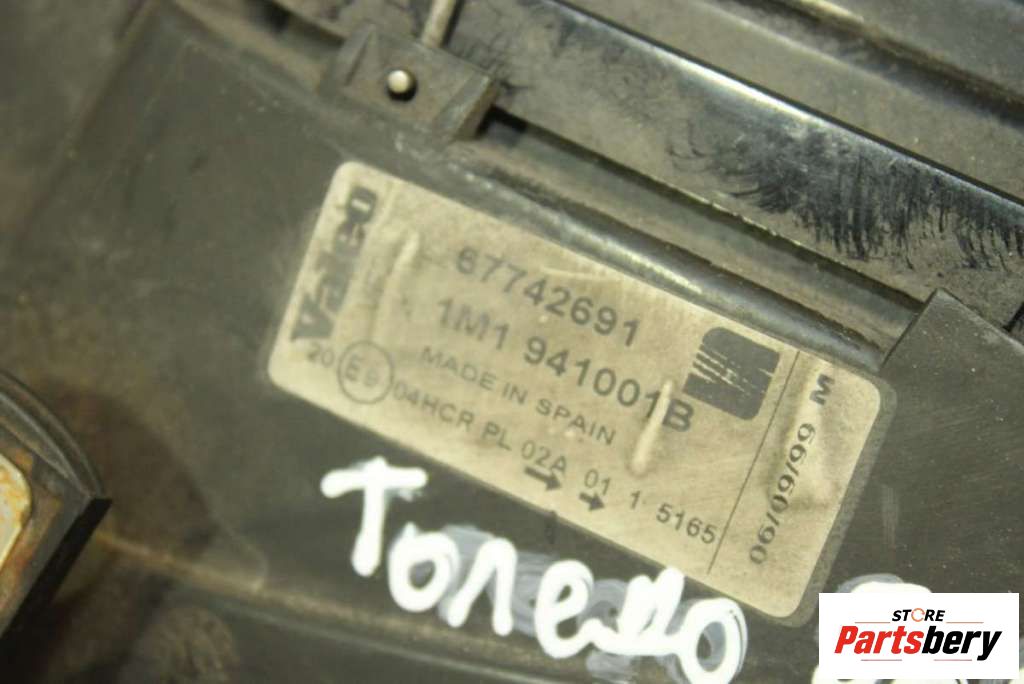 Valeo
67742691
1M1 941001B
MADE IN SPAIN
20 E9 04HCR PL 02A 01 1 5165
06/09/99 M
Толедо
STORE
Partsbery